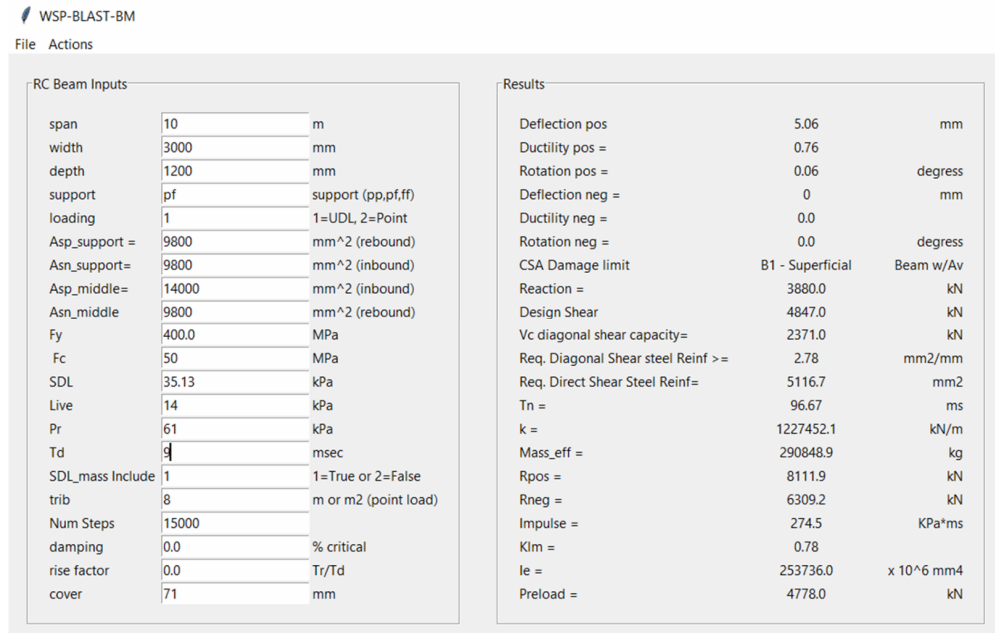 WSP-BLAST-BM
File Actions
RC Beam Inputs
span 10 m
width 3000 mm
depth 1200 mm
support pf support (pp,pf,ff)
loading 1 1=UDL, 2=Point
Asp_support = 9800 mm^2 (rebound)
Asn_support= 9800 mm^2 (inbound)
Asp_middle= 14000 mm^2 (inbound)
Asn_middle 9800 mm^2 (rebound)
Fy 400.0 MPa
Fc 50 MPa
SDL 35.13 kPa
Live 14 kPa
Pr 61 kPa
Td 9 msec
SDL_mass Include 1 1=True or 2=False
trib 8 m or m2 (point load)
Num Steps 15000
damping 0.0 % critical
rise factor 0.0 Tr/Td
cover 71 mm
Results
Deflection pos 5.06 mm
Ductility pos = 0.76
Rotation pos = 0.06 degress
Deflection neg = 0 mm
Ductility neg = 0.0
Rotation neg = 0.0 degress
CSA Damage limit B1 - Superficial Beam w/Av
Reaction = 3880.0 kN
Design Shear 4847.0 kN
Vc diagonal shear capacity= 2371.0 kN
Req. Diagonal Shear steel Reinf >= 2.78 mm2/mm
Req. Direct Shear Steel Reinf= 5116.7 mm2
Tn = 96.67 ms
k = 1227452.1 kN/m
Mass_eff = 290848.9 kg
Rpos = 8111.9 kN
Rneg = 6309.2 kN
Impulse = 274.5 KPa*ms
Klm = 0.78
Ie = 253736.0 x 10^6 mm4
Preload = 4778.0 kN